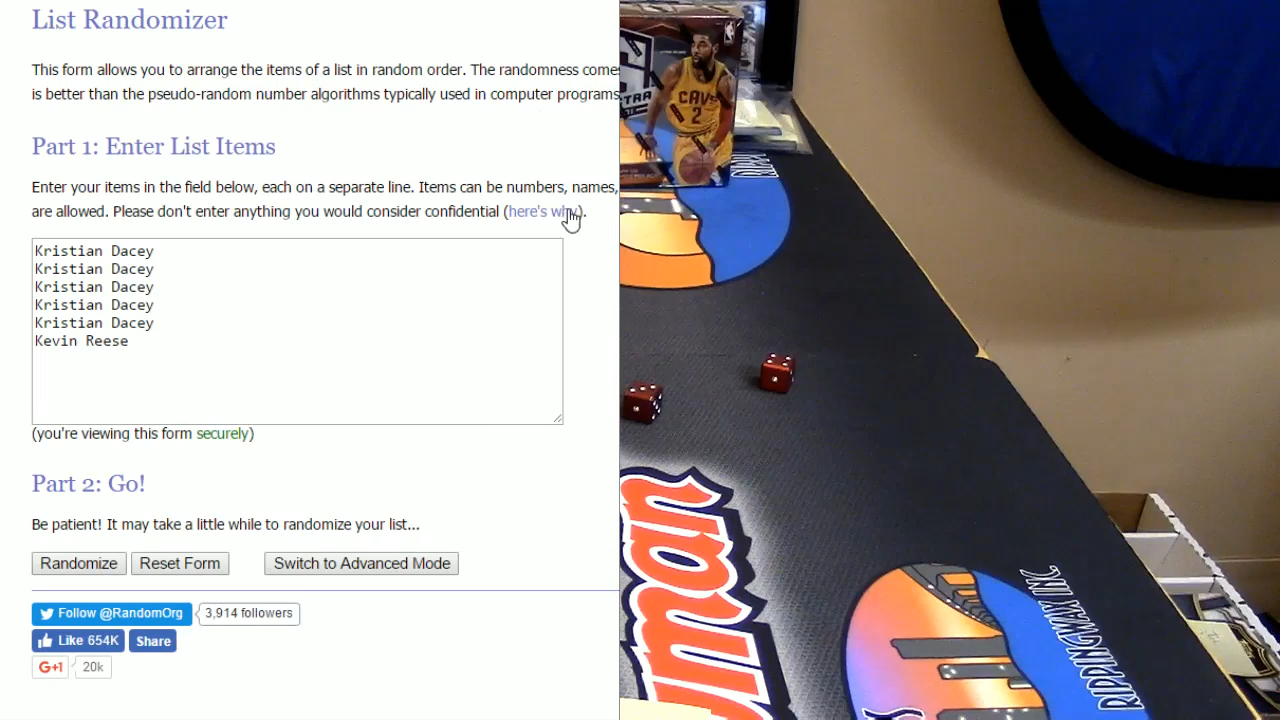 List Randomizer
This form allows you to arrange the items of a list in random order. The randomness come
is better than the pseudo-random number algorithms typically used in computer programs
Part 1: Enter List Items
Enter your items in the field below, each on a separate line. Items can be numbers, names,
are allowed. Please don't enter anything you would consider confidential (here's why).
Kristian Dacey
Kristian Dacey
Kristian Dacey
Kristian Dacey
Kristian Dacey
Kevin Reese
(you're viewing this form securely)
Part 2: Go!
Be patient! It may take a little while to randomize your list...
Randomize Reset Form Switch to Advanced Mode
Follow @RandomOrg 3,914 followers
Like 654K Share
G+1 20k
CAVS
2
RIPPINGWAX INC